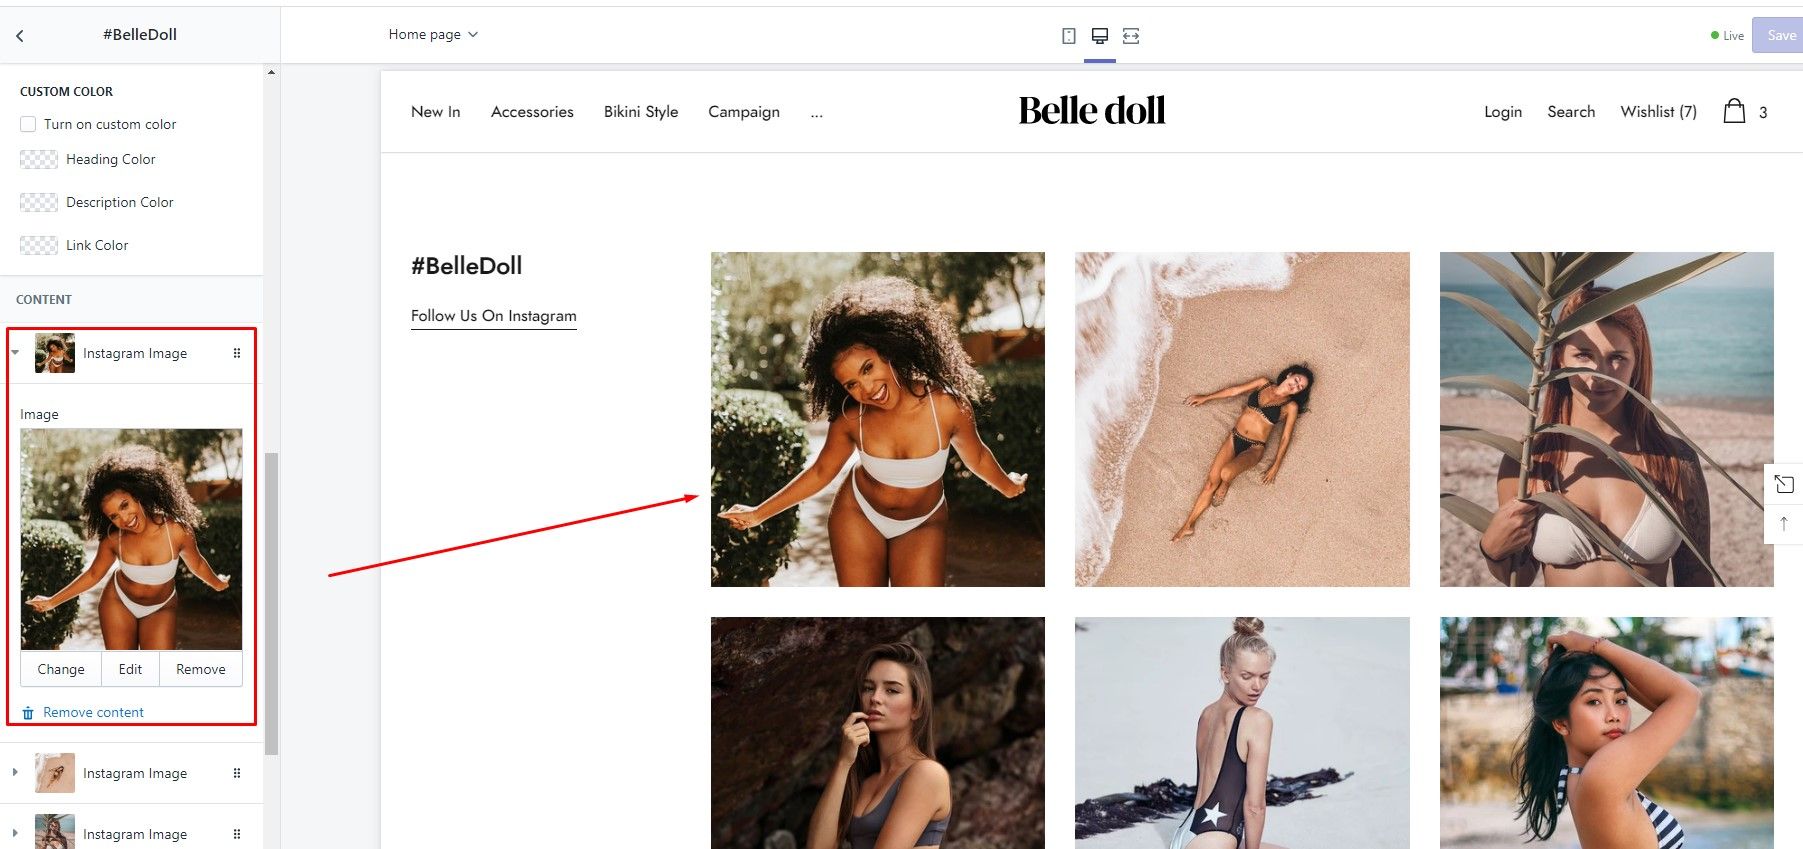 #BelleDoll
Home page
Live
Save
CUSTOM COLOR
Turn on custom color
Heading Color
Description Color
Link Color
CONTENT
Instagram Image
Image
Change Edit Remove
Remove content
Instagram Image
Instagram Image
New In Accessories Bikini Style Campaign ...
Belle doll
Login Search Wishlist (7) 3
#BelleDoll
Follow Us On Instagram